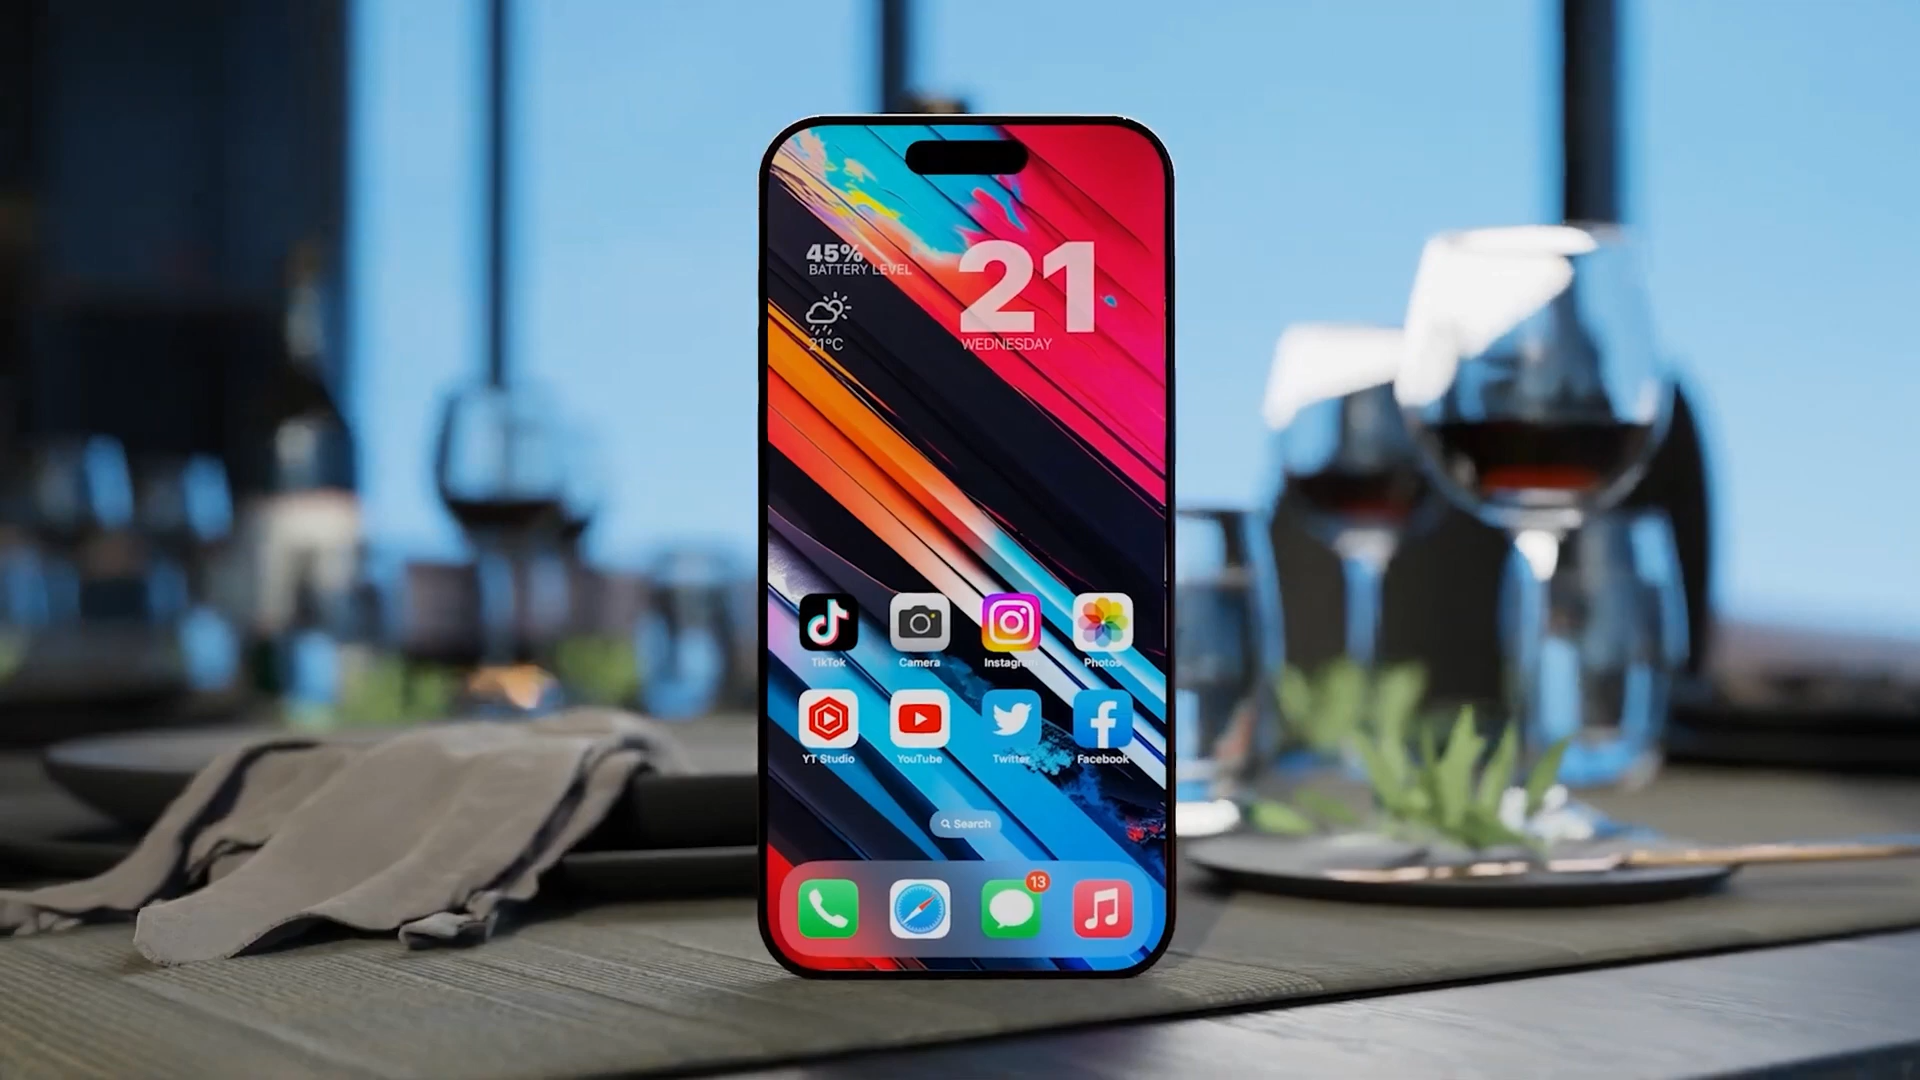 45%
BATTERY LEVEL
21°C
21
WEDNESDAY
TikTok
Camera
Instagram
Photos
YT Studio
YouTube
Twitter
Facebook
Search
13